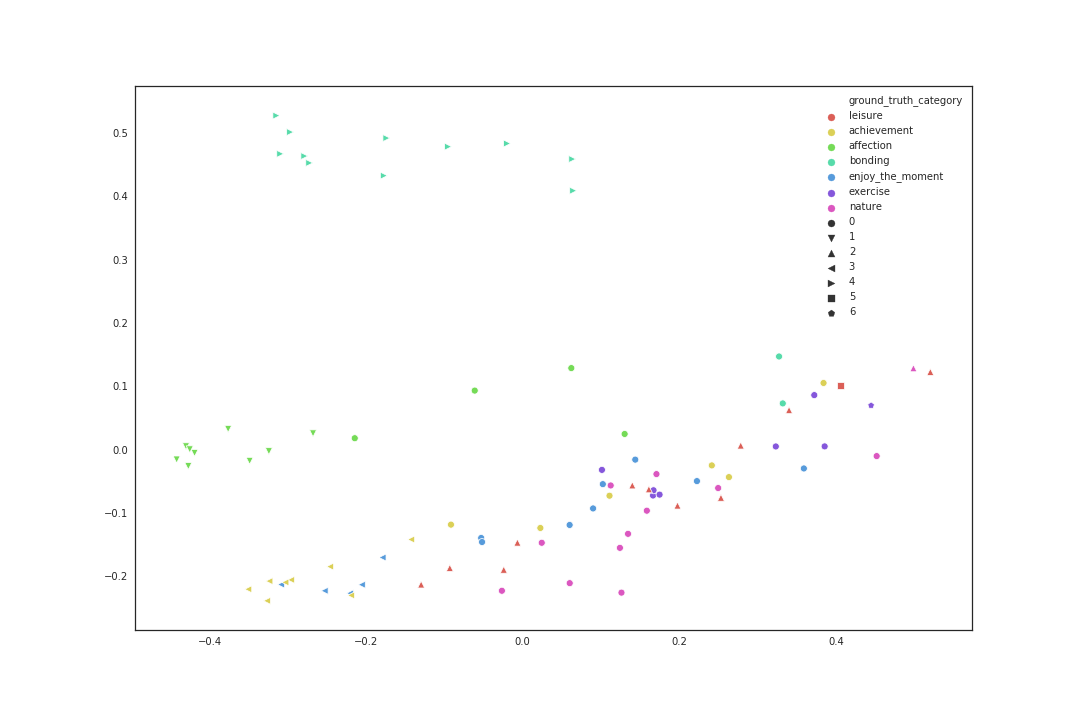 ground_truth_category
leisure
achievement
affection
bonding
enjoy_the_moment
exercise
nature
0
1
2
3
4
5
6
0.5
0.4
0.3
0.2
0.1
0.0
−0.1
−0.2
−0.4 −0.2 0.0 0.2 0.4